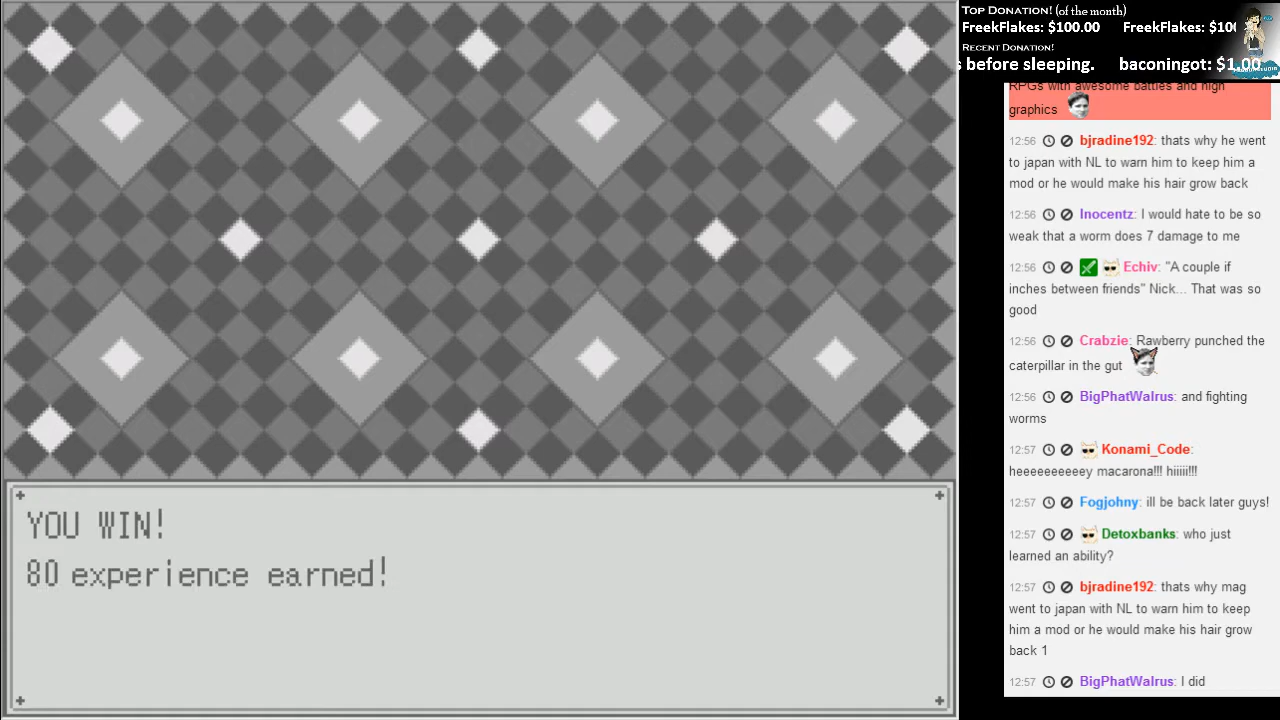 YOU WIN!
80 experience earned!
TOP DONATION! (of the month)
FreekFlakes: $100.00 FreekFlakes: $10
RECENT DONATION!
s before sleeping. baconingot: $1.00
RPGs with awesome battles and high
graphics
12:56 bjradine192: thats why he went
to japan with NL to warn him to keep him a
mod or he would make his hair grow back
12:56 Inocentz: I would hate to be so
weak that a worm does 7 damage to me
12:56 Echiv: "A couple if
inches between friends" Nick... That was so
good
12:56 Crabzie: Rawberry punched the
caterpillar in the gut
12:56 BigPhatWalrus: and fighting
worms
12:57 Konami_Code:
heeeeeeeeey macarona!!! hiiiii!!!
12:57 Fogjohny: ill be back later guys!
12:57 Detoxbanks: who just
learned an ability?
12:57 bjradine192: thats why mag
went to japan with NL to warn him to keep
him a mod or he would make his hair grow
back 1
12:57 BigPhatWalrus: I did